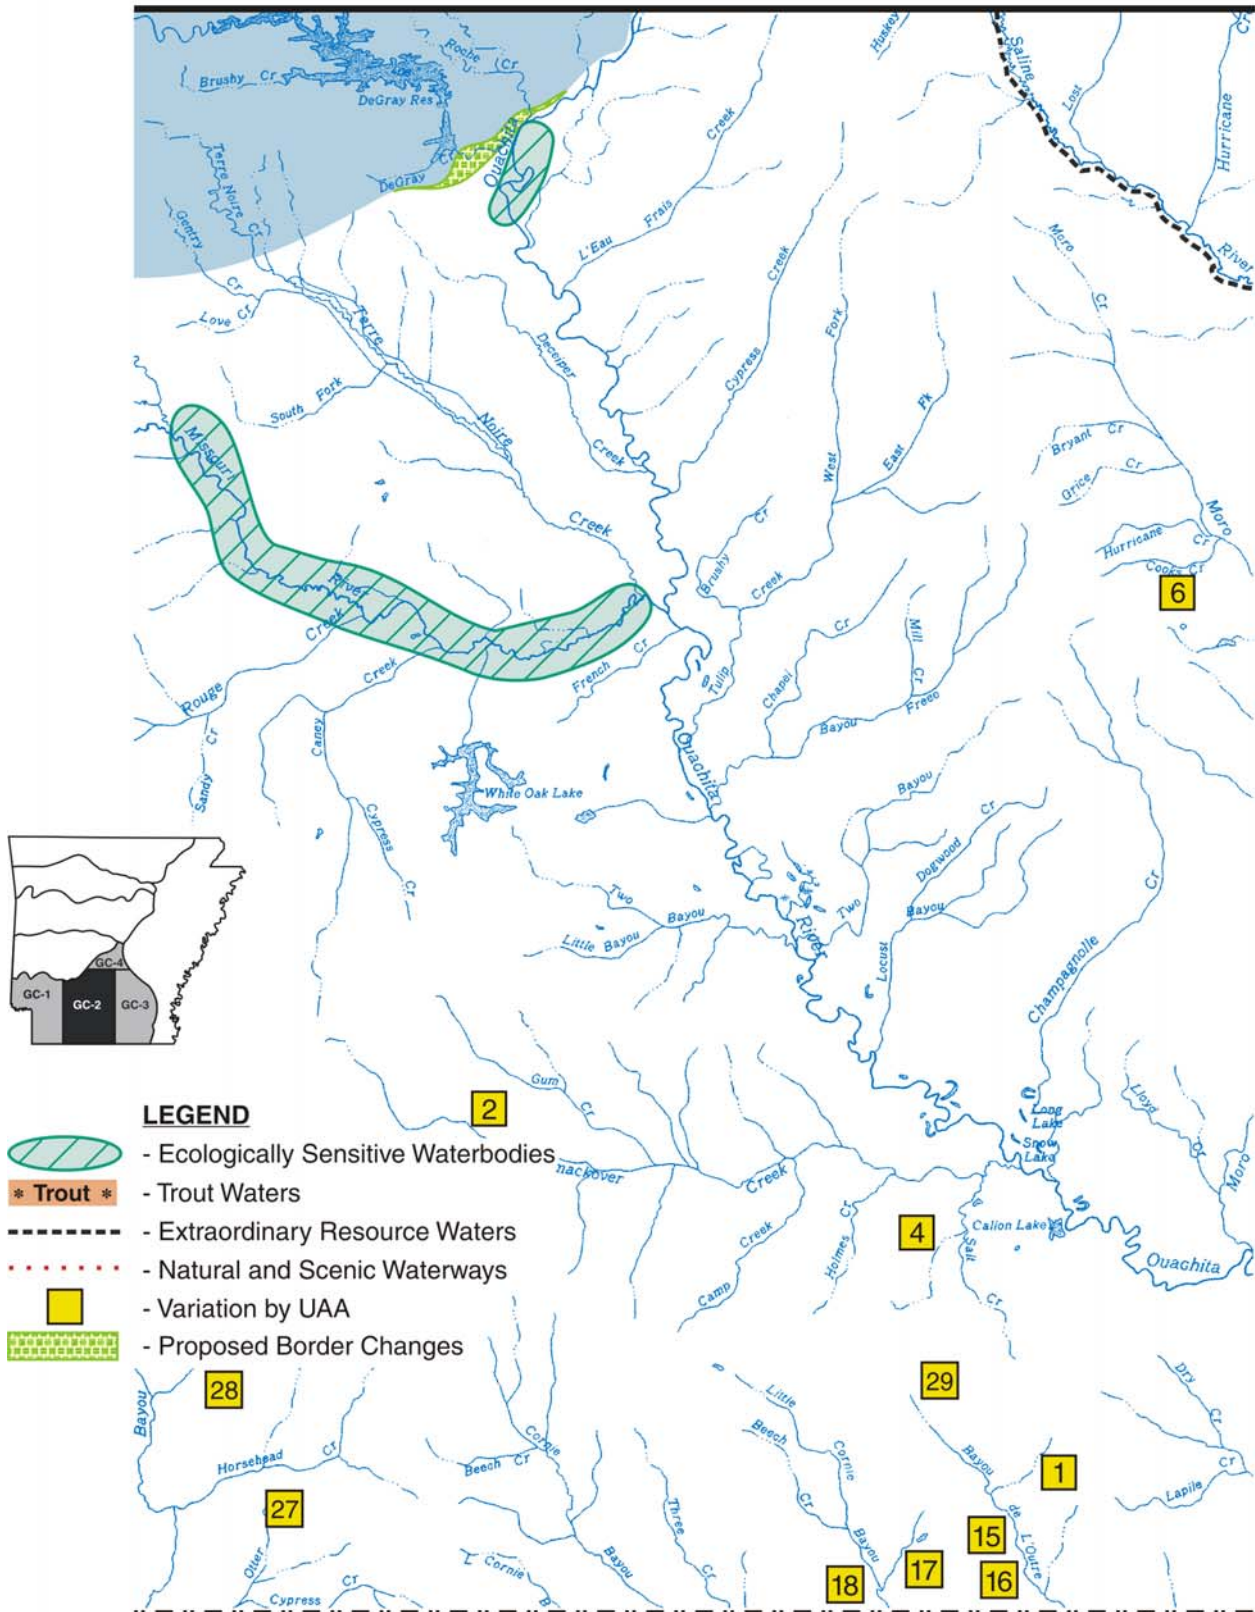 Roche
Cr
Brushy Cr
DeGray Res
DeGray
Ouachita
Huskey
Saline
Lost
Cr
Hurricane
River
Creek
L'Eau Frais
Terre Noire Cr
Gentry
Cr
Love Cr
Terre
Noire
Creek
South Fork
Deceiper
Creek
Cypress
Creek
West
Fork
East
Fk
Moro
Cr
Bryant Cr
Grice Cr
Moro
Hurricane
Cr
Cooks Cr
6
Missouri
River
Rouge
Creek
Sandy
Cr
Caney
Creek
Cypress
Cr
French Cr
White Oak Lake
Brushy
Cr
Creek
Tulip
Chapel
Cr
Mill
Cr
Bayou
Freeo
Ouachita
River
Two
Bayou
Dogwood
Cr
Bayou
Locust
Two
Bayou
Little Bayou
Champagnolle
Cr
Long
Lake
Snow
Lake
Lloyd
Cr
Moro
GC-4
GC-1
GC-2
GC-3
Gum
Cr
2
nackover
Creek
Camp
Creek
Holmes
Cr
4
Salt
Cr
Calion Lake
Ouachita
LEGEND
- Ecologically Sensitive Waterbodies
* Trout * - Trout Waters
- Extraordinary Resource Waters
- Natural and Scenic Waterways
- Variation by UAA
- Proposed Border Changes
Bayou
28
Horsehead
Cr
27
Otter
Cypress
Cr
Beech Cr
Cornie
Bayou
L' Cornie
B
Three
Cr
Little
Cornie
Bayou
Beech
Cr
29
Bayou
de
L'Outre
1
15
16
17
18
Dry
Cr
Lapile
Cr